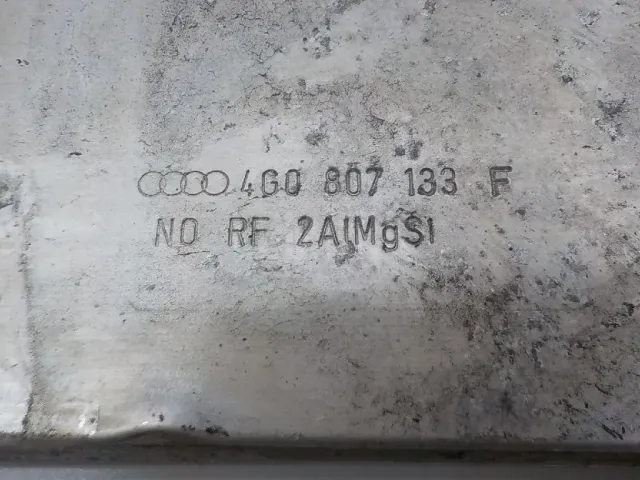 4G0 807 133 F
NO RF 2AlMgSi